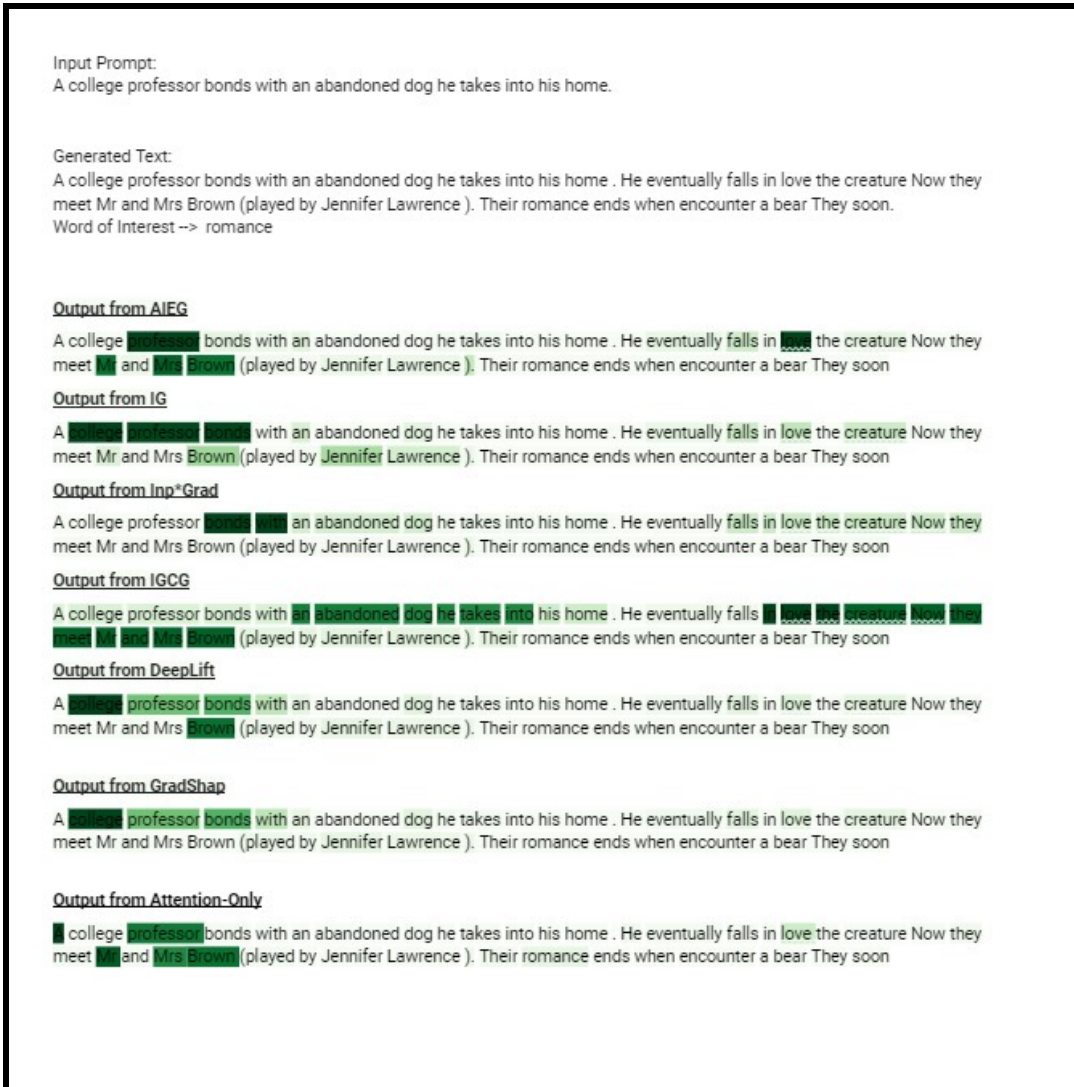 Input Prompt:
A college professor bonds with an abandoned dog he takes into his home.
Generated Text:
A college professor bonds with an abandoned dog he takes into his home . He eventually falls in love the creature Now they
meet Mr and Mrs Brown (played by Jennifer Lawrence ). Their romance ends when encounter a bear They soon.
Word of Interest --> romance
Output from AIEG
A college professor bonds with an abandoned dog he takes into his home . He eventually falls in love the creature Now they
meet Mr and Mrs Brown (played by Jennifer Lawrence ). Their romance ends when encounter a bear They soon
Output from IG
A college professor bonds with an abandoned dog he takes into his home . He eventually falls in love the creature Now they
meet Mr and Mrs Brown (played by Jennifer Lawrence ). Their romance ends when encounter a bear They soon
Output from Inp*Grad
A college professor bonds with an abandoned dog he takes into his home . He eventually falls in love the creature Now they
meet Mr and Mrs Brown (played by Jennifer Lawrence ). Their romance ends when encounter a bear They soon
Output from IGCG
A college professor bonds with an abandoned dog he takes into his home . He eventually falls in love the creature Now they
meet Mr and Mrs Brown (played by Jennifer Lawrence ). Their romance ends when encounter a bear They soon
Output from DeepLift
A college professor bonds with an abandoned dog he takes into his home . He eventually falls in love the creature Now they
meet Mr and Mrs Brown (played by Jennifer Lawrence ). Their romance ends when encounter a bear They soon
Output from GradShap
A college professor bonds with an abandoned dog he takes into his home . He eventually falls in love the creature Now they
meet Mr and Mrs Brown (played by Jennifer Lawrence ). Their romance ends when encounter a bear They soon
Output from Attention-Only
A college professor bonds with an abandoned dog he takes into his home . He eventually falls in love the creature Now they
meet Mr and Mrs Brown (played by Jennifer Lawrence ). Their romance ends when encounter a bear They soon